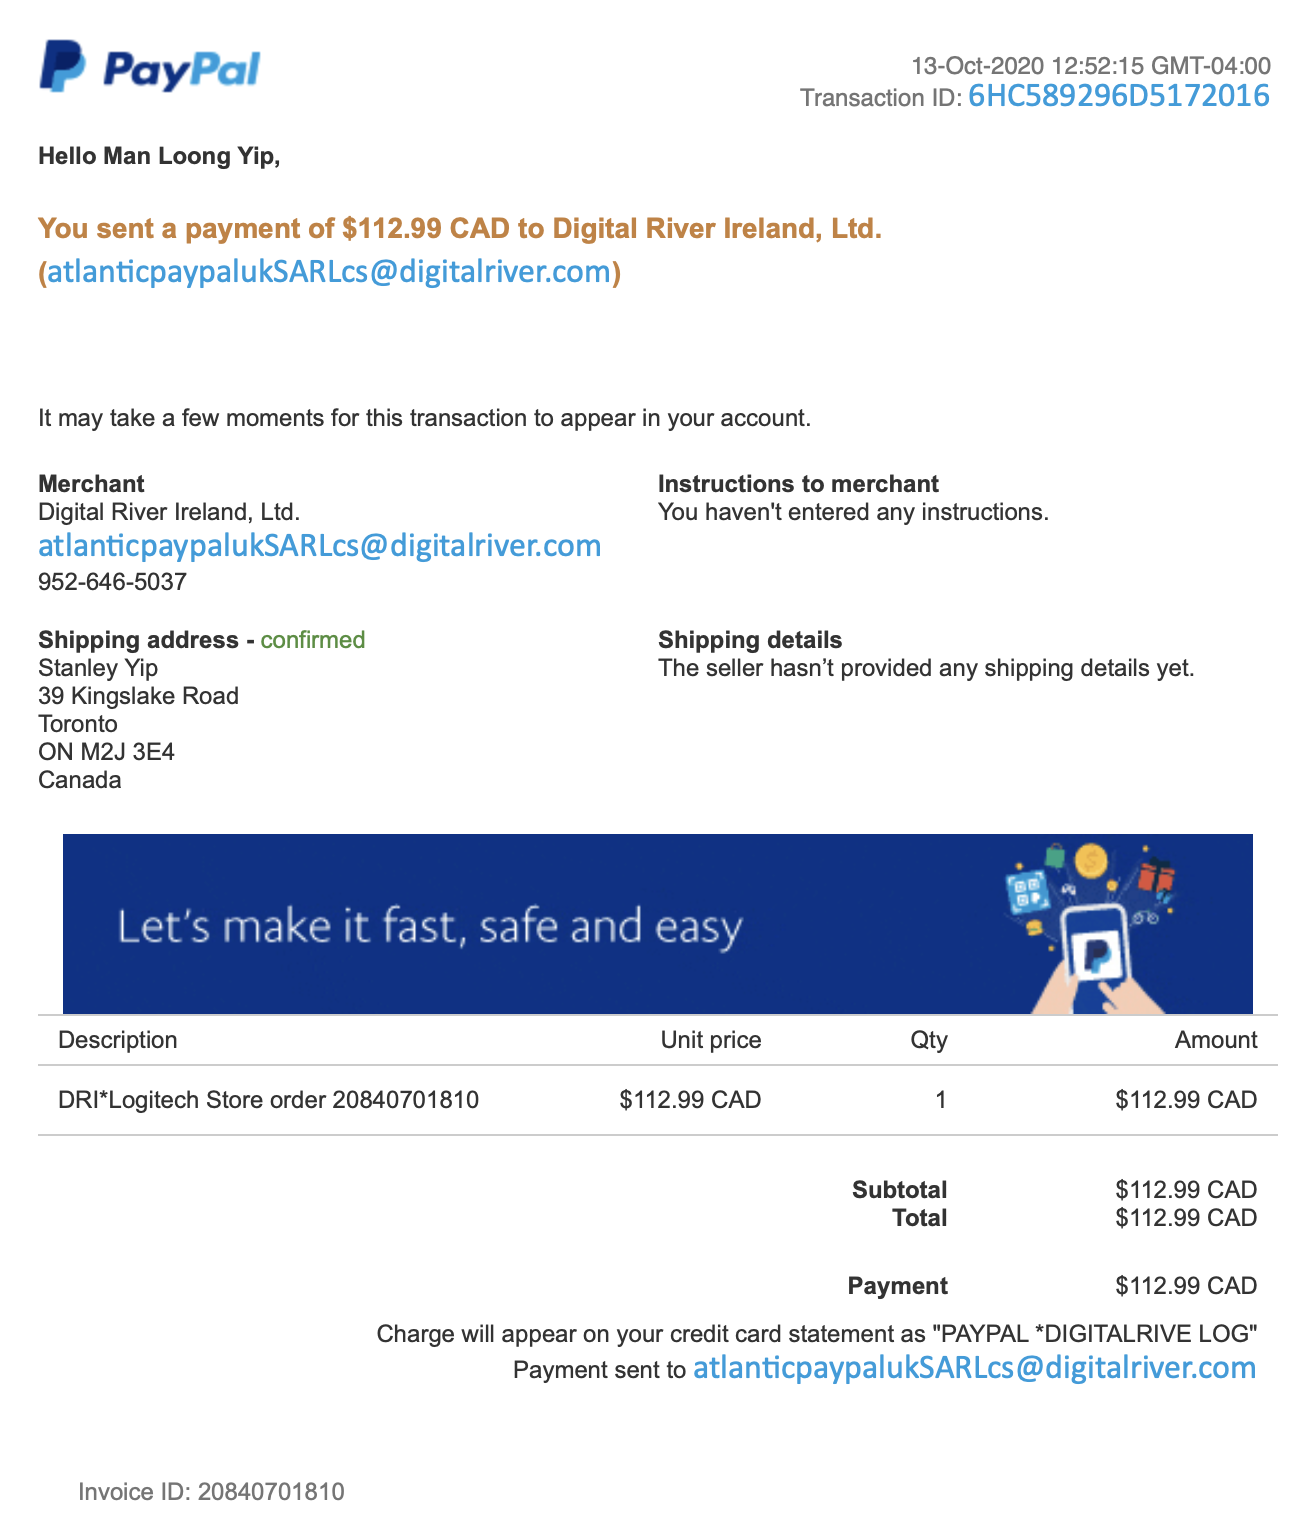 PayPal
13-Oct-2020 12:52:15 GMT-04:00
Transaction ID: 6HC589296D5172016
Hello Man Loong Yip,
You sent a payment of $112.99 CAD to Digital River Ireland, Ltd.
(atlanticpaypalukSARLcs@digitalriver.com)
It may take a few moments for this transaction to appear in your account.
Merchant
Digital River Ireland, Ltd.
atlanticpaypalukSARLcs@digitalriver.com
952-646-5037
Instructions to merchant
You haven't entered any instructions.
Shipping address - confirmed
Stanley Yip
39 Kingslake Road
Toronto
ON M2J 3E4
Canada
Shipping details
The seller hasn’t provided any shipping details yet.
Let's make it fast, safe and easy
Description Unit price Qty Amount
DRI*Logitech Store order 20840701810 $112.99 CAD 1 $112.99 CAD
Subtotal $112.99 CAD
Total $112.99 CAD
Payment $112.99 CAD
Charge will appear on your credit card statement as "PAYPAL *DIGITALRIVE LOG"
Payment sent to atlanticpaypalukSARLcs@digitalriver.com
Invoice ID: 20840701810